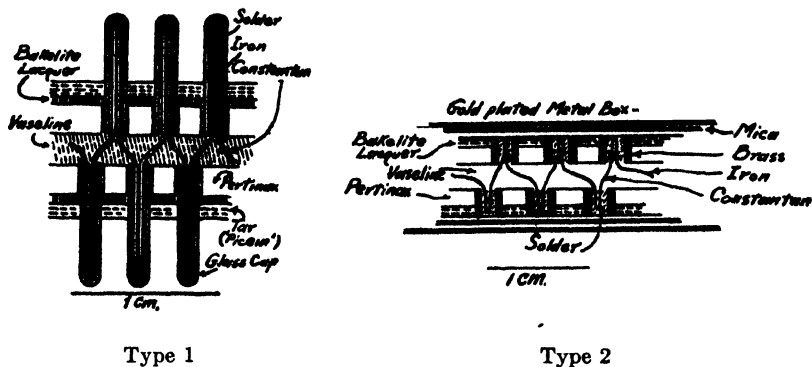 Solder
Iron
Constantan
Bakelite
Lacquer
Vaseline
Pertinax
Tar
(Picein')
Glass Cap
1 cm.
Type 1
Gold plated Metal Box-
Mica
Bakelite
Lacquer
Brass
Vaseline
Iron
Pertinax
Constantan
Solder
1 cm.
Type 2